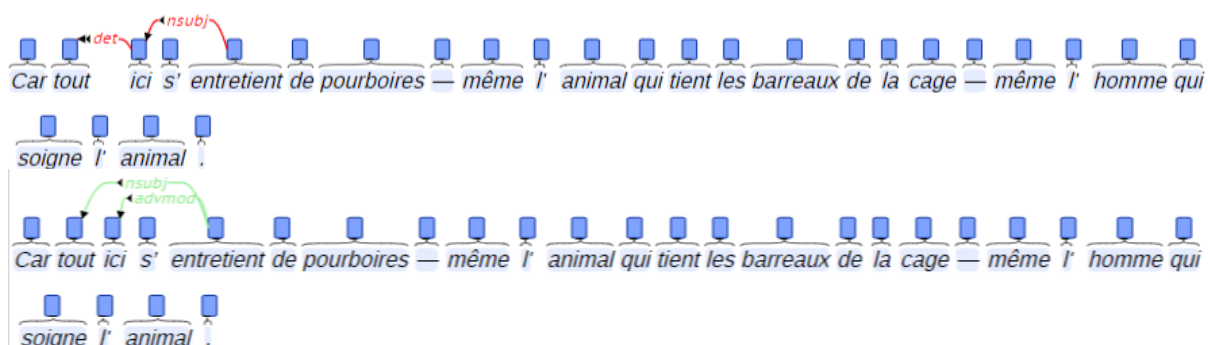 nsubj
det
Car tout ici s' entretient de pourboires — même l' animal qui tient les barreaux de la cage — même l' homme qui
soigne l' animal .
nsubj
advmod
Car tout ici s' entretient de pourboires — même l' animal qui tient les barreaux de la cage — même l' homme qui
soigne l' animal .